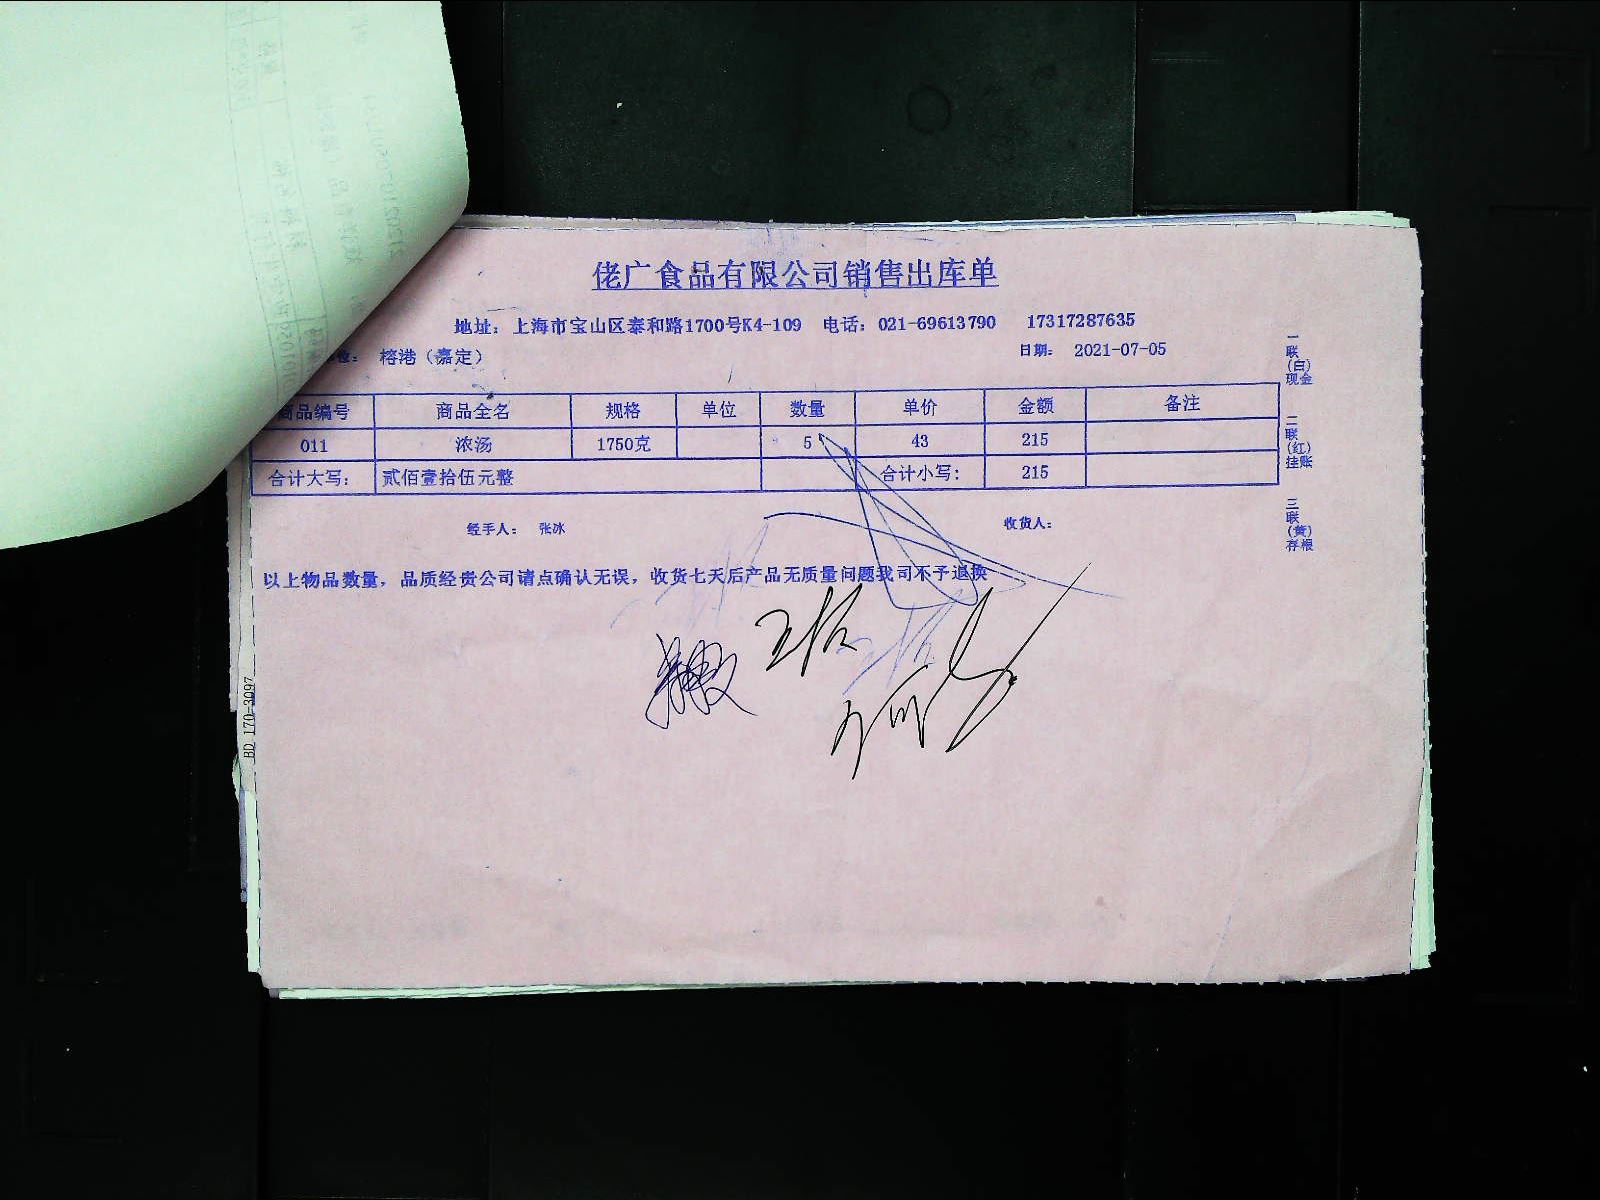 佬广食品有限公司销售出库单
地址：上海市宝山区泰和路1700号K4-109 电话：021-69613790 17317287635
位： 榕港（嘉定） 日期： 2021-07-05
商品编号 商品全名 规格 单位 数量 单价 金额 备注
011 浓汤 1750克 5 43 215
合计大写： 贰佰壹拾伍元整 合计小写： 215
经手人： 张冰 收货人：
以上物品数量，品质经贵公司请点确认无误，收货七天后产品无质量问题我司不予退换
一联（白）现金
二联（红）挂账
三联（黄）存根
BD 170-3097